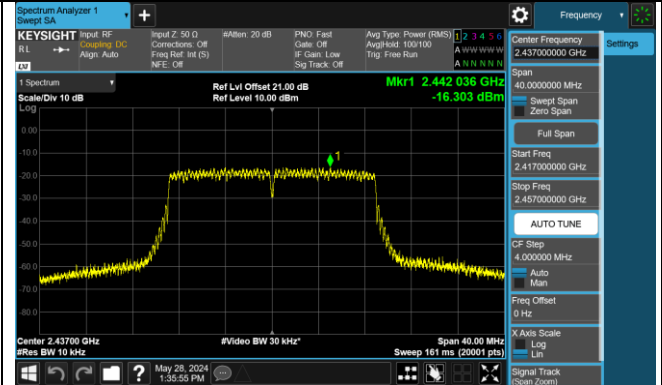 Spectrum Analyzer 1
Swept SA
+
Frequency
KEYSIGHT
RL
LXI
Input: RF
Coupling: DC
Align: Auto
Input Z: 50 Ω
Corrections: Off
Freq Ref: Int (S)
NFE: Off
#Atten: 20 dB
PNO: Fast
Gate: Off
IF Gain: Low
Sig Track: Off
Avg Type: Power (RMS)
Avg|Hold: 100/100
Trig: Free Run
1 2 3 4 5 6
A W W W W W
A N N N N N
1 Spectrum
Scale/Div 10 dB
Log
Ref Lvl Offset 21.00 dB
Ref Level 10.00 dBm
Mkr1 2.442 036 GHz
-16.303 dBm
1
0.00
-10.0
-20.0
-30.0
-40.0
-50.0
-60.0
-70.0
-80.0
Center 2.43700 GHz
#Res BW 10 kHz
#Video BW 30 kHz*
Span 40.00 MHz
Sweep 161 ms (20001 pts)
May 28, 2024
1:35:55 PM
Center Frequency
2.437000000 GHz
Settings
Span
40.0000000 MHz
Swept Span
Zero Span
Full Span
Start Freq
2.417000000 GHz
Stop Freq
2.457000000 GHz
AUTO TUNE
CF Step
4.000000 MHz
Auto
Man
Freq Offset
0 Hz
X Axis Scale
Log
Lin
Signal Track
(Span Zoom)